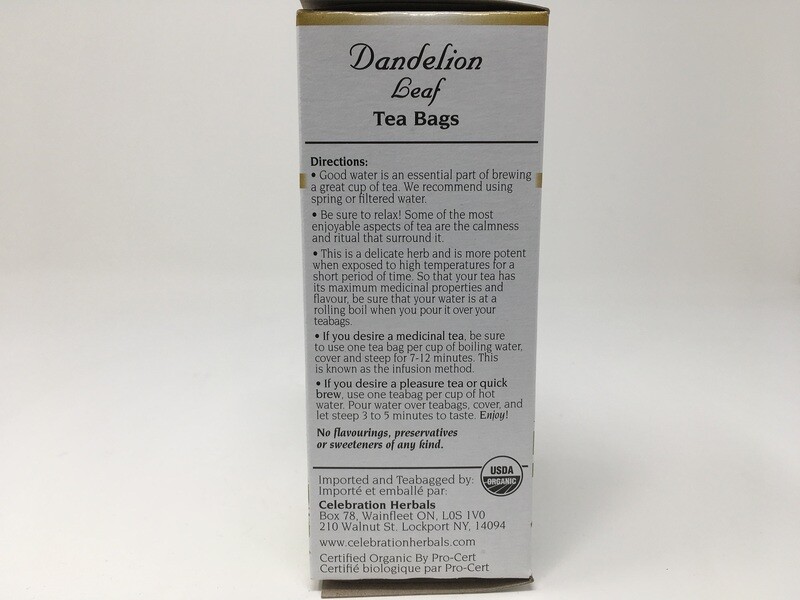 Dandelion
Leaf
Tea Bags
Directions:
• Good water is an essential part of brewing
a great cup of tea. We recommend using
spring or filtered water.
• Be sure to relax! Some of the most
enjoyable aspects of tea are the calmness
and ritual that surround it.
• This is a delicate herb and is more potent
when exposed to high temperatures for a
short period of time. So that your tea has
its maximum medicinal properties and
flavour, be sure that your water is at a
rolling boil when you pour it over your
teabags.
• If you desire a medicinal tea, be sure
to use one tea bag per cup of boiling water,
cover and steep for 7-12 minutes. This
is known as the infusion method.
• If you desire a pleasure tea or quick
brew, use one teabag per cup of hot
water. Pour water over teabags, cover, and
let steep 3 to 5 minutes to taste. Enjoy!
No flavourings, preservatives
or sweeteners of any kind.
USDA
ORGANIC
Imported and Teabagged by:
Importé et emballé par:
Celebration Herbals
Box 78, Wainfleet ON, L0S 1V0
210 Walnut St. Lockport NY, 14094
www.celebrationherbals.com
Certified Organic By Pro-Cert
Certifié biologique par Pro-Cert